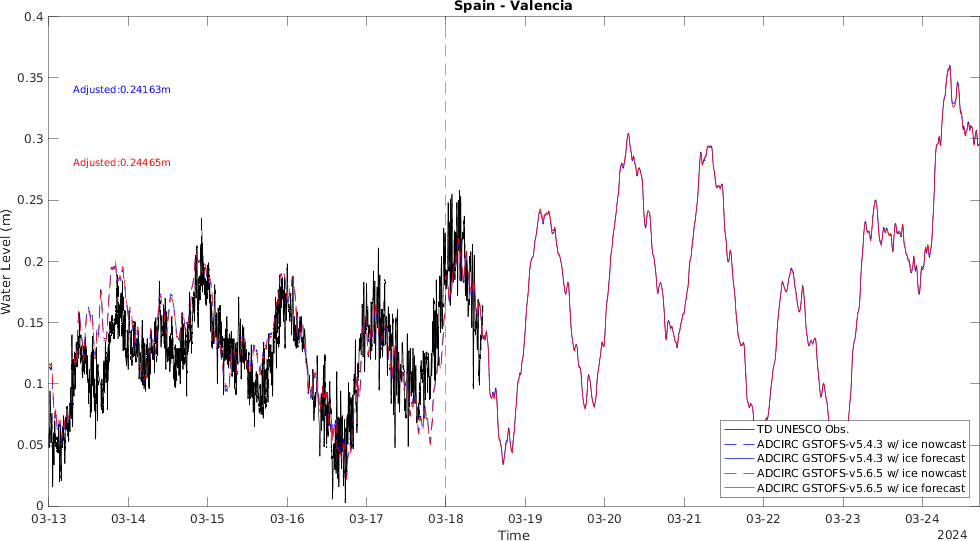 Spain - Valencia
0.4
0.35
0.3
0.25
0.2
0.15
0.1
0.05
0
Water Level (m)
Adjusted:0.24163m
Adjusted:0.24465m
TD UNESCO Obs.
ADCIRC GSTOFS-v5.4.3 w/ ice nowcast
ADCIRC GSTOFS-v5.4.3 w/ ice forecast
ADCIRC GSTOFS-v5.6.5 w/ ice nowcast
ADCIRC GSTOFS-v5.6.5 w/ ice forecast
03-13 03-14 03-15 03-16 03-17 03-18 03-19 03-20 03-21 03-22 03-23 03-24
Time
2024